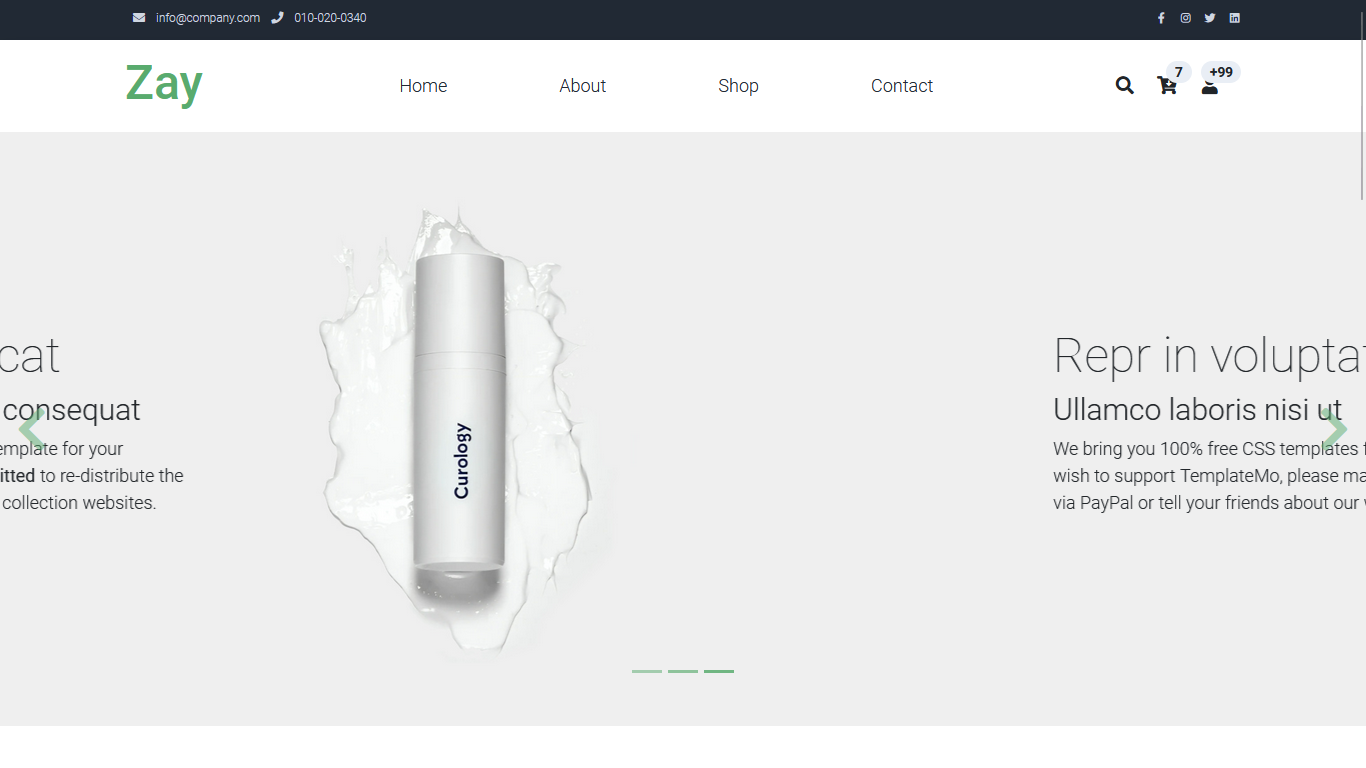 info@company.com 010-020-0340
Zay
Home About Shop Contact
7 +99
cat
consequat
emplate for your
itted to re-distribute the
collection websites.
Curology
Repr in voluptat
Ullamco laboris nisi ut
We bring you 100% free CSS templates f
wish to support TemplateMo, please ma
via PayPal or tell your friends about our